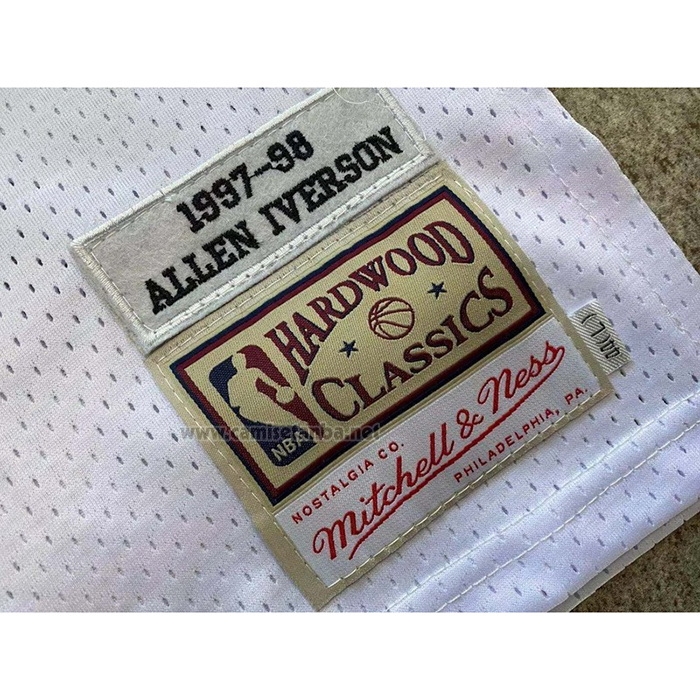 1997-98
ALLEN IVERSON
HARDWOOD
CLASSICS
NBA
www.camisetasnba.net
NOSTALGIA CO.
Mitchell & Ness
PHILADELPHIA, PA.